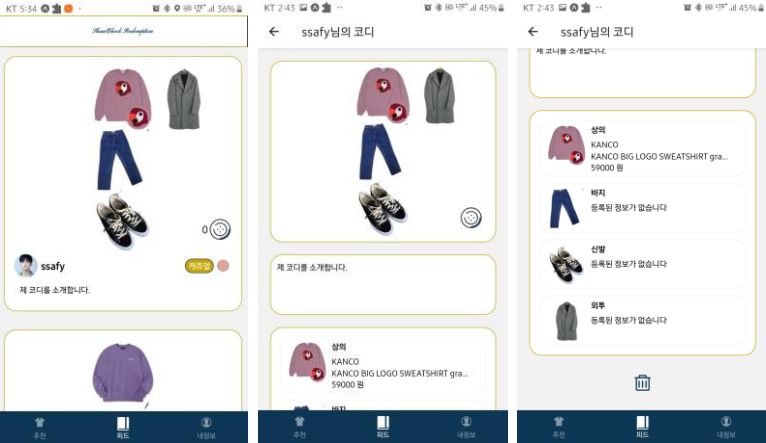 KT 5:34
36%
ShowCheck Redemption
0
ssafy
캐쥬얼
제 코디를 소개합니다.
추천
피드
내정보
KT 2:43
45%
ssafy님의 코디
제 코디를 소개합니다.
상의
KANCO
KANCO BIG LOGO SWEATSHIRT gra...
59000 원
바지
추천
피드
내정보
KT 2:43
45%
ssafy님의 코디
제 코디를 소개합니다.
상의
KANCO
KANCO BIG LOGO SWEATSHIRT gra...
59000 원
바지
등록된 정보가 없습니다
신발
등록된 정보가 없습니다
외투
등록된 정보가 없습니다
추천
피드
내정보